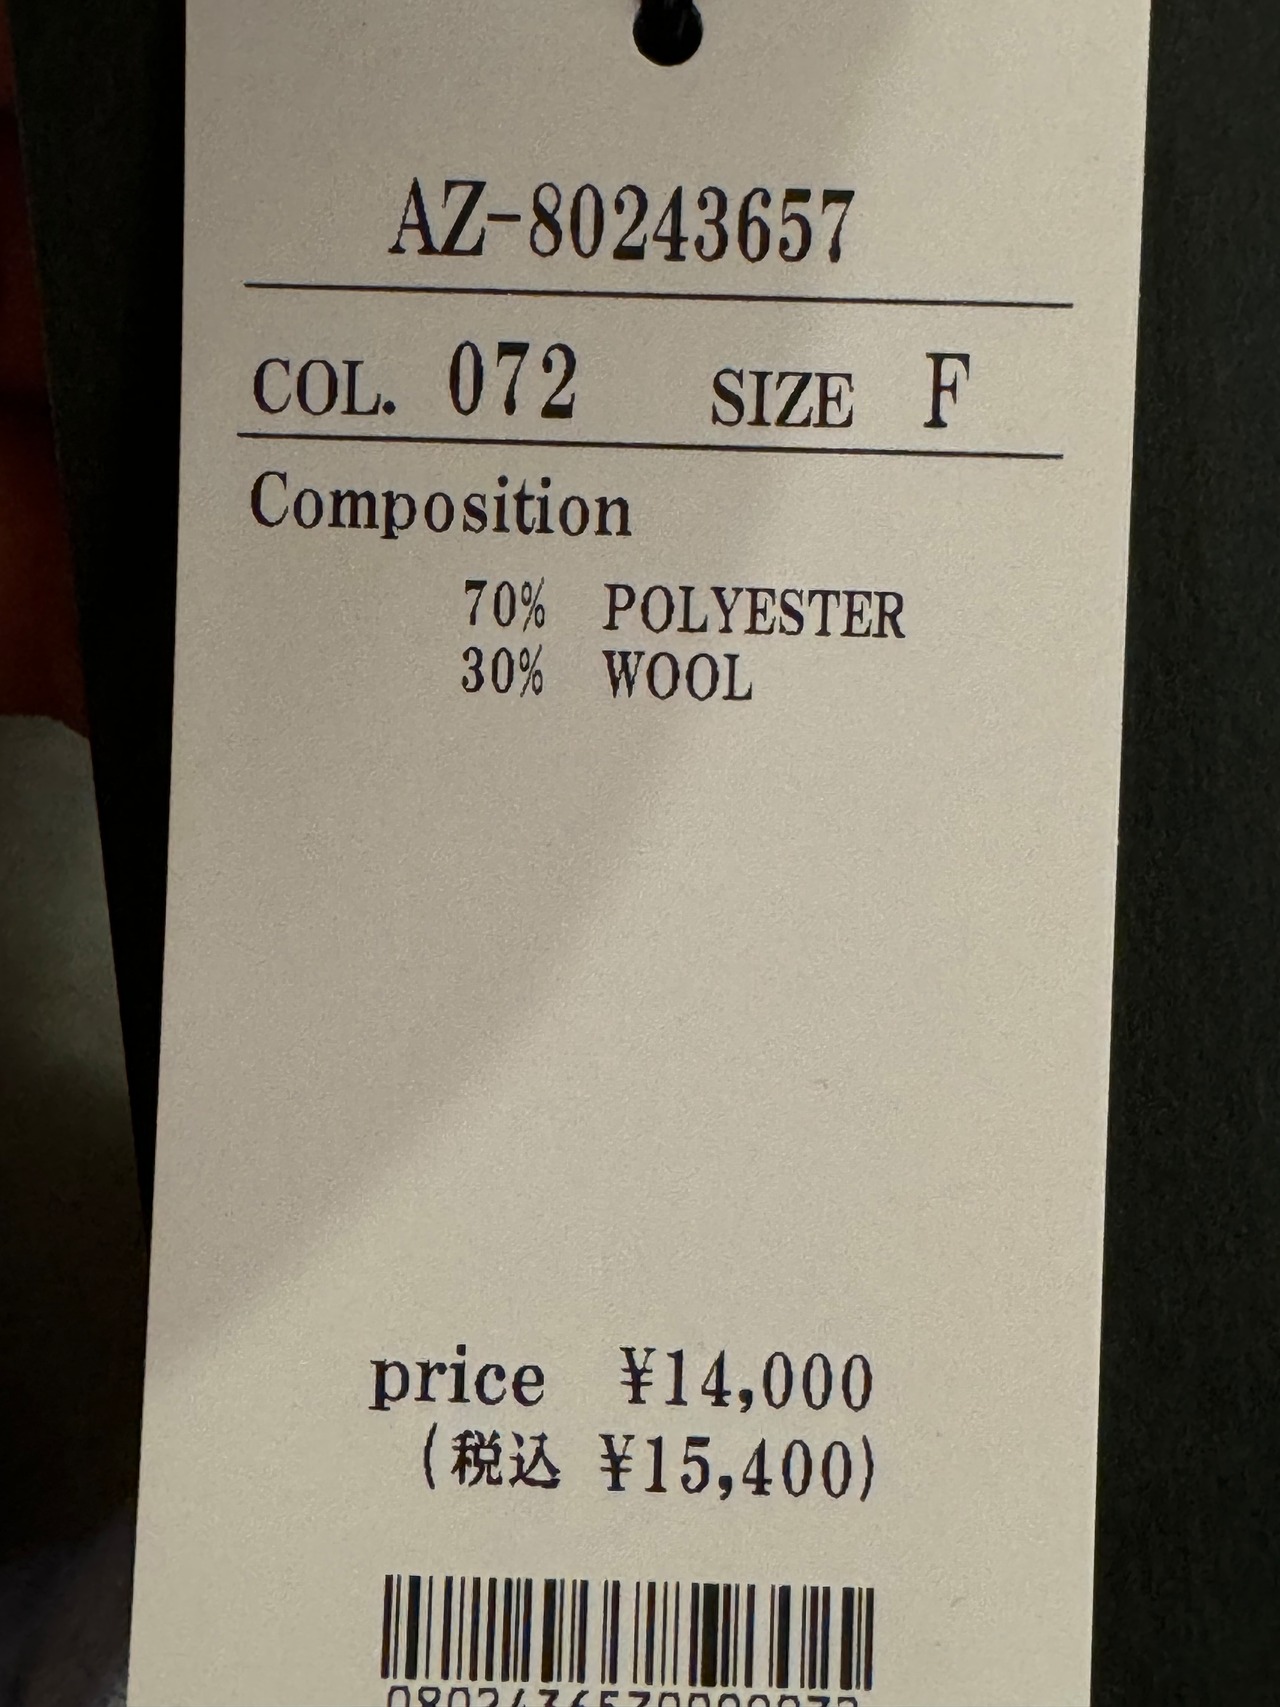 AZ-80243657
COL. 072 SIZE F
Composition
70% POLYESTER
30% WOOL
price ¥14,000
(税込 ¥15,400)